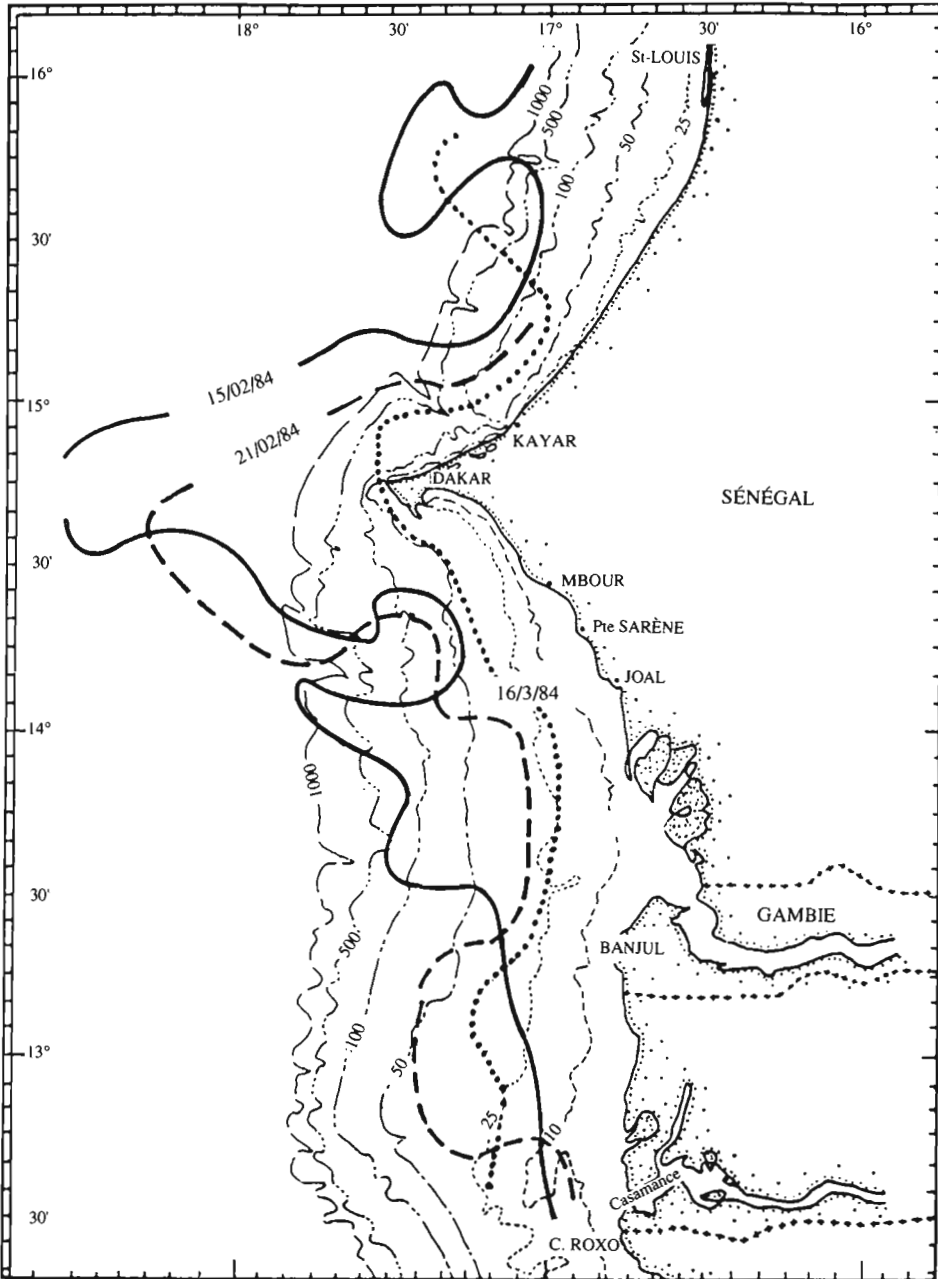 18° 30' 17° 30' 16°
16°
St-LOUIS
1000
500
50
25
100
30'
15/02/84
15°
21/02/84
KAYAR
DAKAR
SÉNÉGAL
30'
MBOUR
Pte SARÈNE
JOAL
16/3/84
14°
1000
30'
GAMBIE
500
BANJUL
100
13°
50
25
10
Casamance
30'
C. ROXO